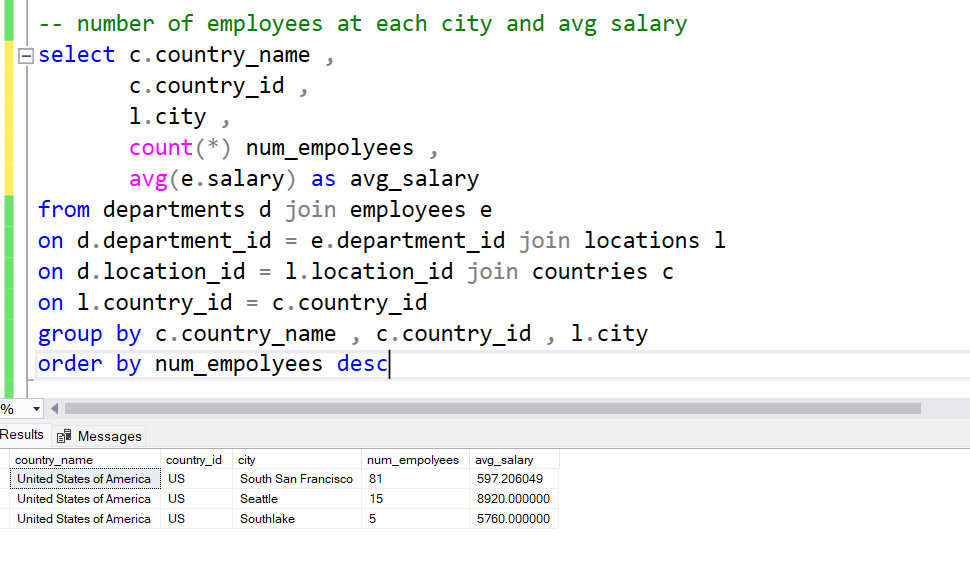 -- number of employees at each city and avg salary
select c.country_name ,
c.country_id ,
l.city ,
count(*) num_empolyees ,
avg(e.salary) as avg_salary
from departments d join employees e
on d.department_id = e.department_id join locations l
on d.location_id = l.location_id join countries c
on l.country_id = c.country_id
group by c.country_name , c.country_id , l.city
order by num_empolyees desc
%
Results Messages
country_name country_id city num_empolyees avg_salary
United States of America US South San Francisco 81 597.206049
United States of America US Seattle 15 8920.000000
United States of America US Southlake 5 5760.000000